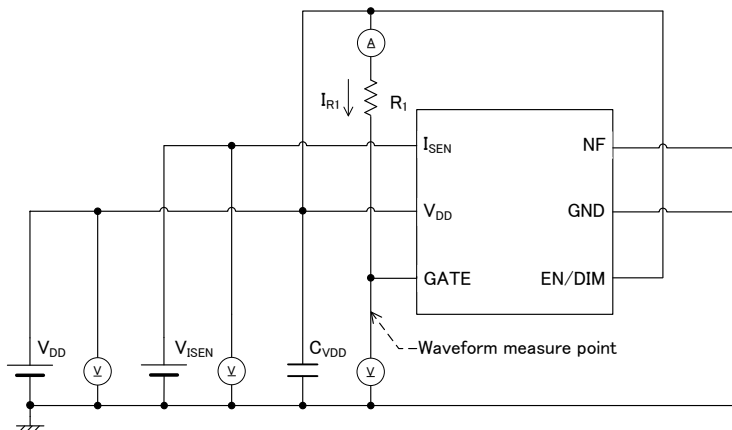 A
I_R1
R_1
I_SEN
NF
V_DD
GND
GATE
EN/DIM
V_DD
V
V_ISEN
V
C_VDD
V
Waveform measure point